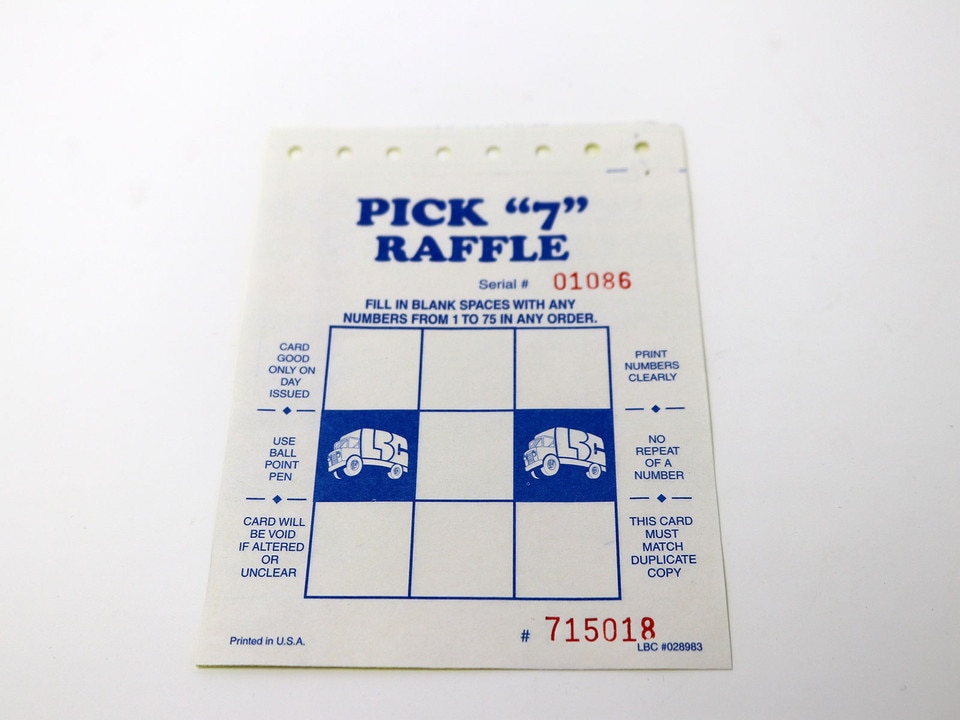 PICK “7”
RAFFLE
Serial # 01086
FILL IN BLANK SPACES WITH ANY
NUMBERS FROM 1 TO 75 IN ANY ORDER.
CARD
GOOD
ONLY ON
DAY
ISSUED
PRINT
NUMBERS
CLEARLY
USE
BALL
POINT
PEN
LBC
LBC
NO
REPEAT
OF A
NUMBER
CARD WILL
BE VOID
IF ALTERED
OR
UNCLEAR
THIS CARD
MUST
MATCH
DUPLICATE
COPY
# 715018
Printed in U.S.A.
LBC #028983